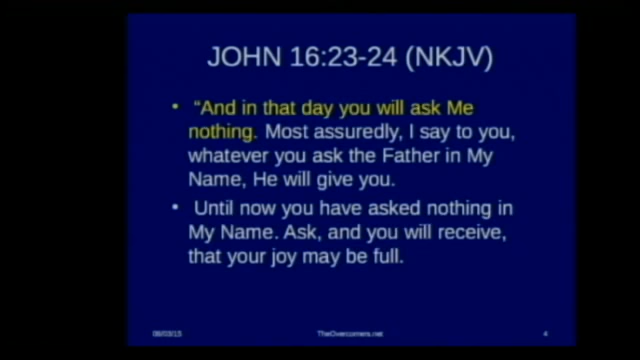 JOHN 16:23-24 (NKJV)
• “And in that day you will ask Me
nothing. Most assuredly, I say to you,
whatever you ask the Father in My
Name, He will give you.
• Until now you have asked nothing in
My Name. Ask, and you will receive,
that your joy may be full.
TheOvercomers.net
4